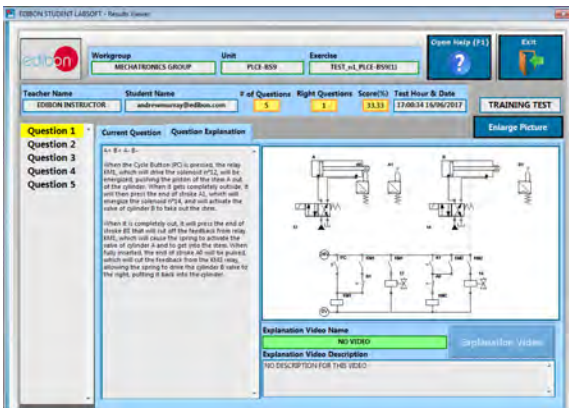 EDIBON STUDENT LABSOFT - Results Viewer
edibon
Workgroup
MECHATRONICS GROUP
Unit
PLCE-BS9
Exercise
TEST_n1_PLCE-BS9(1)
Open Help (F1)
?
Exit
Teacher Name
EDIBON INSTRUCTOR
Student Name
andrewmurray@edibon.com
# of Questions
5
Right Questions
1
Score(%)
33,33
Test Hour & Date
17:00:34 16/06/2017
TRAINING TEST
Question 1
Question 2
Question 3
Question 4
Question 5
Current Question
Question Explanation
Enlarge Picture
A+ B+ A- B-
When the Cycle Button (PC) is pressed, the relay
KM1, which will drive the solenoid nº12, will be
energized, pushing the piston of the stem A out
of the cylinder. When it gets completely outside, it
will then press the end of stroke A1, which will
energize the solenoid nº14, and will activate the
valve of cylinder B to take out the stem.
When it is completely out, it will press the end of
stroke B1 that will cut off the feedback from relay
KM1, which will cause the spring to activate the
valve of cylinder A and to get into the stem. When
fully inserted, the end of stroke A0 will be pulsed,
which will cut the feedback from the KM2 relay,
allowing the spring to drive the cylinder B valve to
the right, putting it back into the cylinder.
Explanation Video Name
NO VIDEO
Explanation Video
Explanation Video Description
NO DESCRIPTION FOR THIS VIDEO